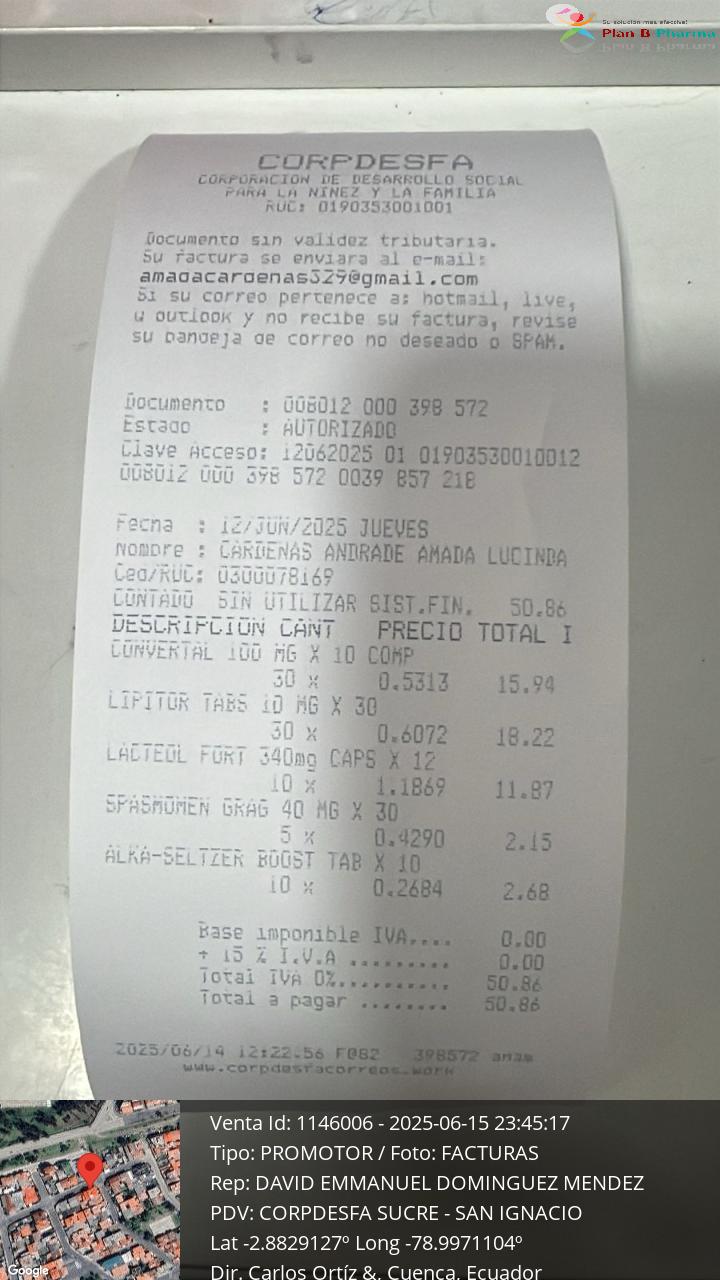 Su solución más efectiva!
Plan B Pharma
CORPDESFA
CORPORACION DE DESARROLLO SOCIAL
PARA LA NINEZ Y LA FAMILIA
RUC: 0190353001001
Documento sin validez tributaria.
Su factura se enviara al e-mail:
amadacardenas329@gmail.com
Si su correo pertenece a: hotmail, live,
u outlook y no recibe su factura, revise
su bandeja de correo no deseado o SPAM.
Documento : 008012 000 398 572
Estado : AUTORIZADO
Clave Acceso: 12062025 01 01903530010012
008012 000 398 572 0039 857 218
Fecha : 12/JUN/2025 JUEVES
Nombre : CARDENAS ANDRADE AMADA LUCINDA
Ced/RUC: 0300078169
CONTADO SIN UTILIZAR SIST.FIN. 50.86
DESCRIPCION CANT PRECIO TOTAL I
CONVERTAL 100 MG X 10 COMP
30 x 0.5313 15.94
LIPITOR TABS 10 MG X 30
30 x 0.6072 18.22
LACTEOL FORT 340mg CAPS X 12
10 x 1.1869 11.87
SPASMOMEN GRAG 40 MG X 30
5 x 0.4290 2.15
ALKA-SELTZER BOOST TAB X 10
10 x 0.2684 2.68
Base imponible IVA.... 0.00
+ 15 % I.V.A ......... 0.00
Total IVA 0%.......... 50.86
Total a pagar ........ 50.86
2025/06/14 12:22.56 F082 398572 amam
www.corpdesfacorreos.work
Venta Id: 1146006 - 2025-06-15 23:45:17
Tipo: PROMOTOR / Foto: FACTURAS
Rep: DAVID EMMANUEL DOMINGUEZ MENDEZ
PDV: CORPDESFA SUCRE - SAN IGNACIO
Lat -2.8829127º Long -78.9971104º
Dir. Carlos Ortíz &, Cuenca, Ecuador
Google